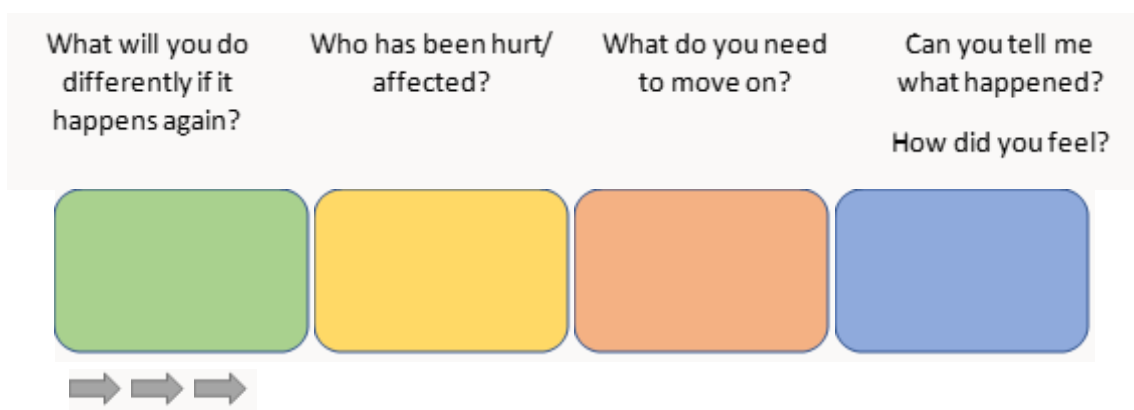 What will you do
differently if it
happens again?
Who has been hurt/
affected?
What do you need
to move on?
Can you tell me
what happened?
How did you feel?